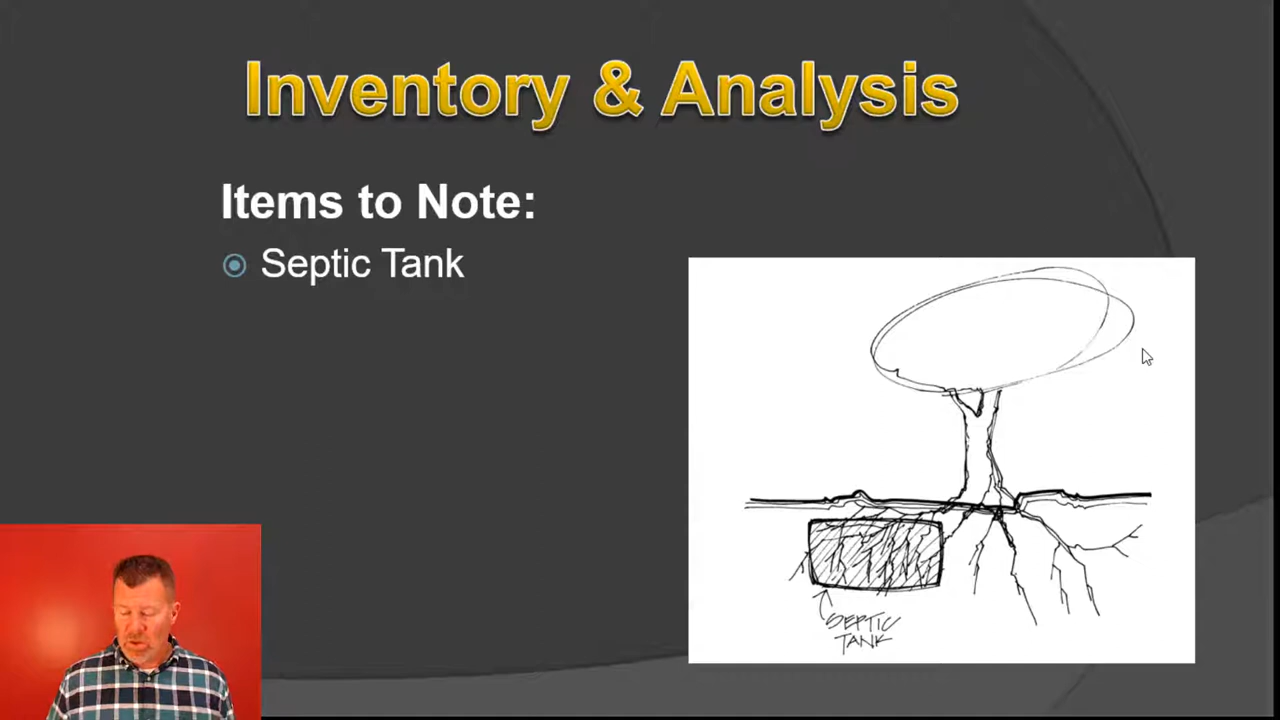 Inventory & Analysis
Items to Note:
Septic Tank
SEPTIC
TANK